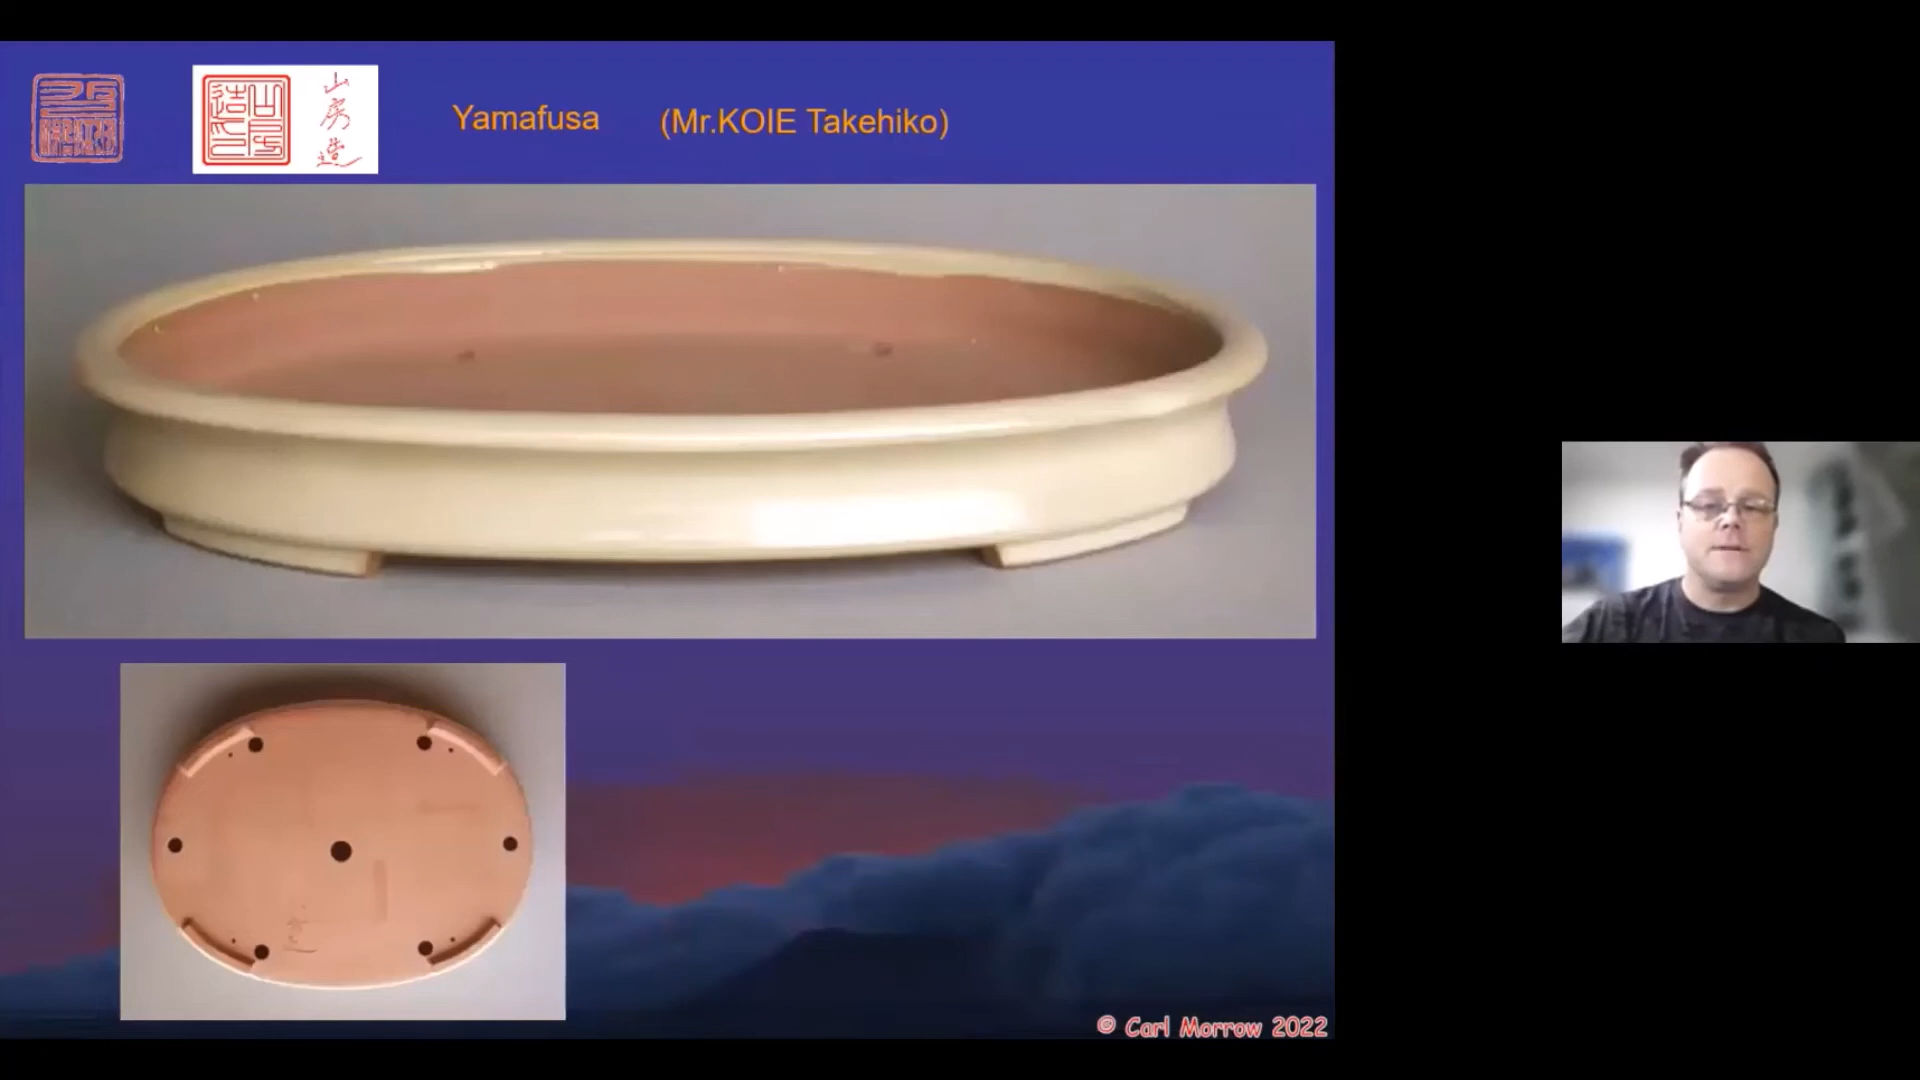 山房
造
Yamafusa (Mr.KOIE Takehiko)
© Carl Morrow 2022